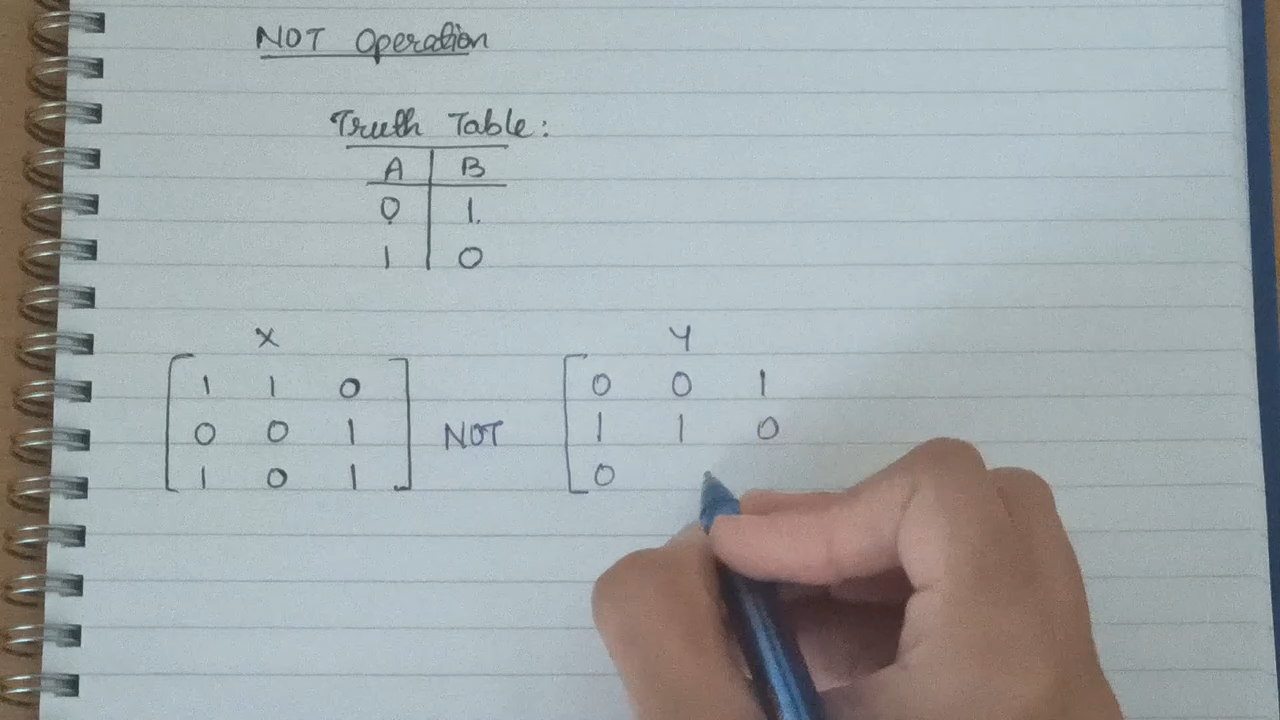 NOT Operation
Truth Table:
A B
0 1
1 0
X Y
1 1 0 0 0 1
0 0 1 NOT 1 1 0
1 0 1 0